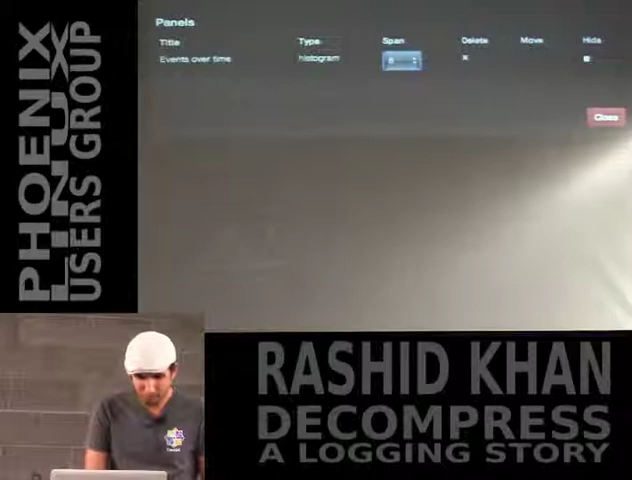 PHOENIX
LINUX
USERS GROUP
Panels
Title Type Span Delete Move Hide
Events over time histogram 8
Close
RASHID KHAN
DECOMPRESS
A LOGGING STORY